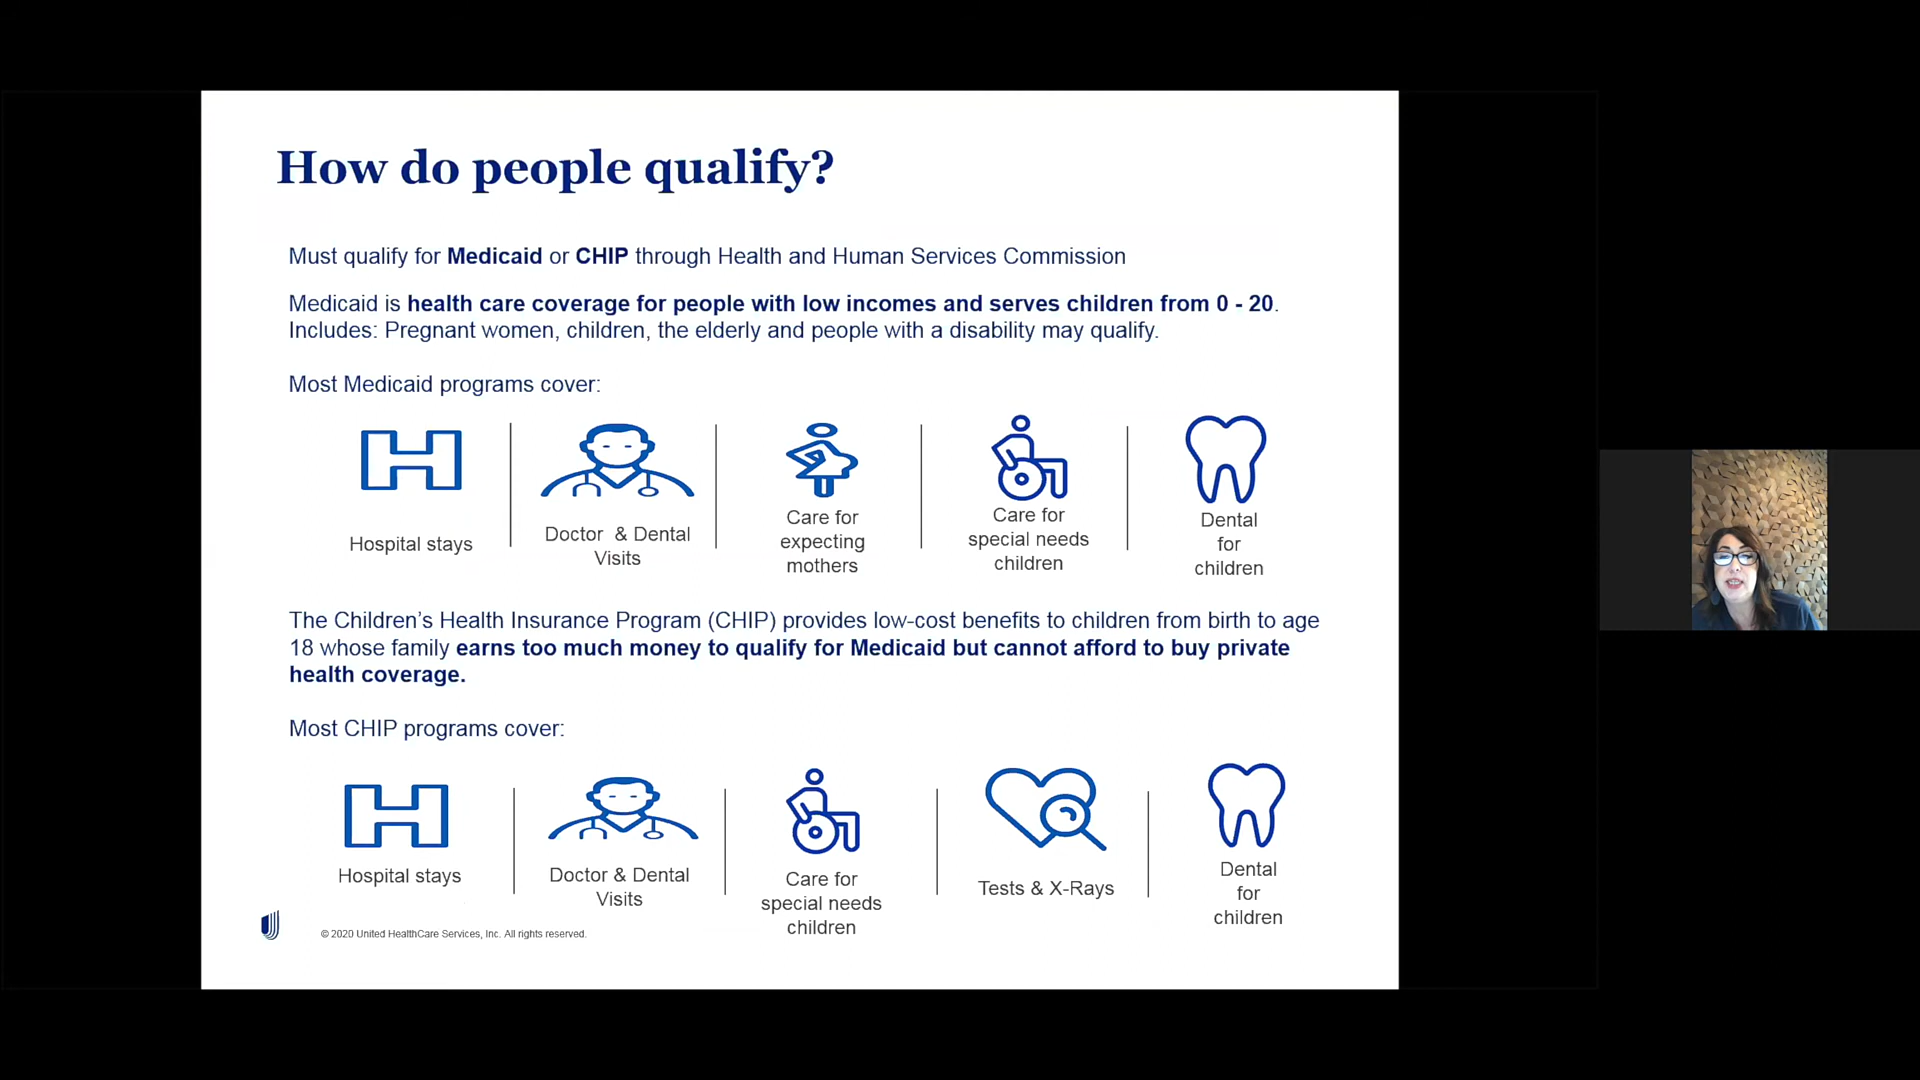 How do people qualify?
Must qualify for Medicaid or CHIP through Health and Human Services Commission
Medicaid is health care coverage for people with low incomes and serves children from 0 - 20.
Includes: Pregnant women, children, the elderly and people with a disability may qualify.
Most Medicaid programs cover:
Hospital stays
Doctor & Dental
Visits
Care for
expecting
mothers
Care for
special needs
children
Dental
for
children
The Children’s Health Insurance Program (CHIP) provides low-cost benefits to children from birth to age
18 whose family earns too much money to qualify for Medicaid but cannot afford to buy private
health coverage.
Most CHIP programs cover:
Hospital stays
Doctor & Dental
Visits
Care for
special needs
children
Tests & X-Rays
Dental
for
children
© 2020 United HealthCare Services, Inc. All rights reserved.